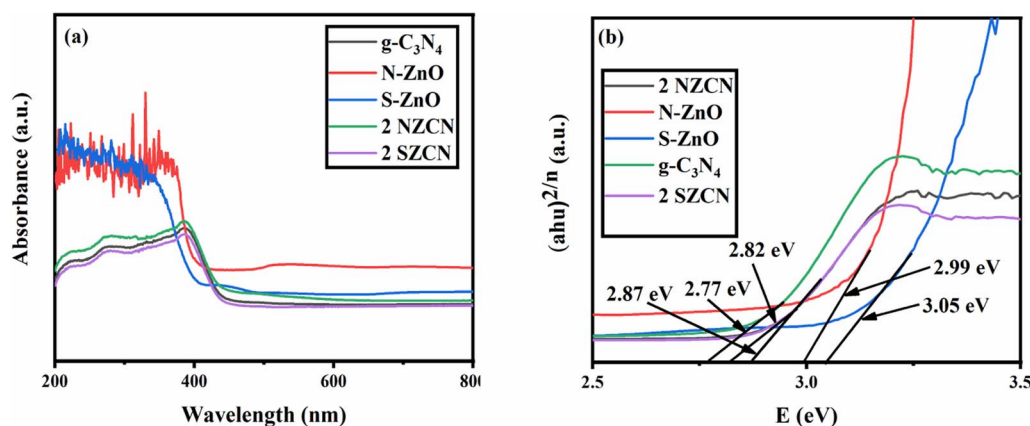 (a)
g-C₃N₄
N-ZnO
S-ZnO
2 NZCN
2 SZCN
Absorbance (a.u.)
200
400
600
800
Wavelength (nm)
(b)
2 NZCN
N-ZnO
S-ZnO
g-C₃N₄
2 SZCN
(ahu)²/ⁿ (a.u.)
2.82 eV
2.77 eV
2.87 eV
2.99 eV
3.05 eV
2.5
3.0
3.5
E (eV)